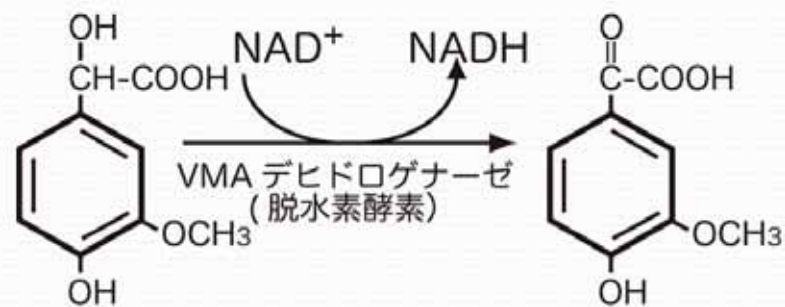 OH
CH-COOH
OCH3
OH
NAD+
NADH
VMA デヒドロゲナーゼ
(脱水素酵素)
O
C-COOH
OCH3
OH